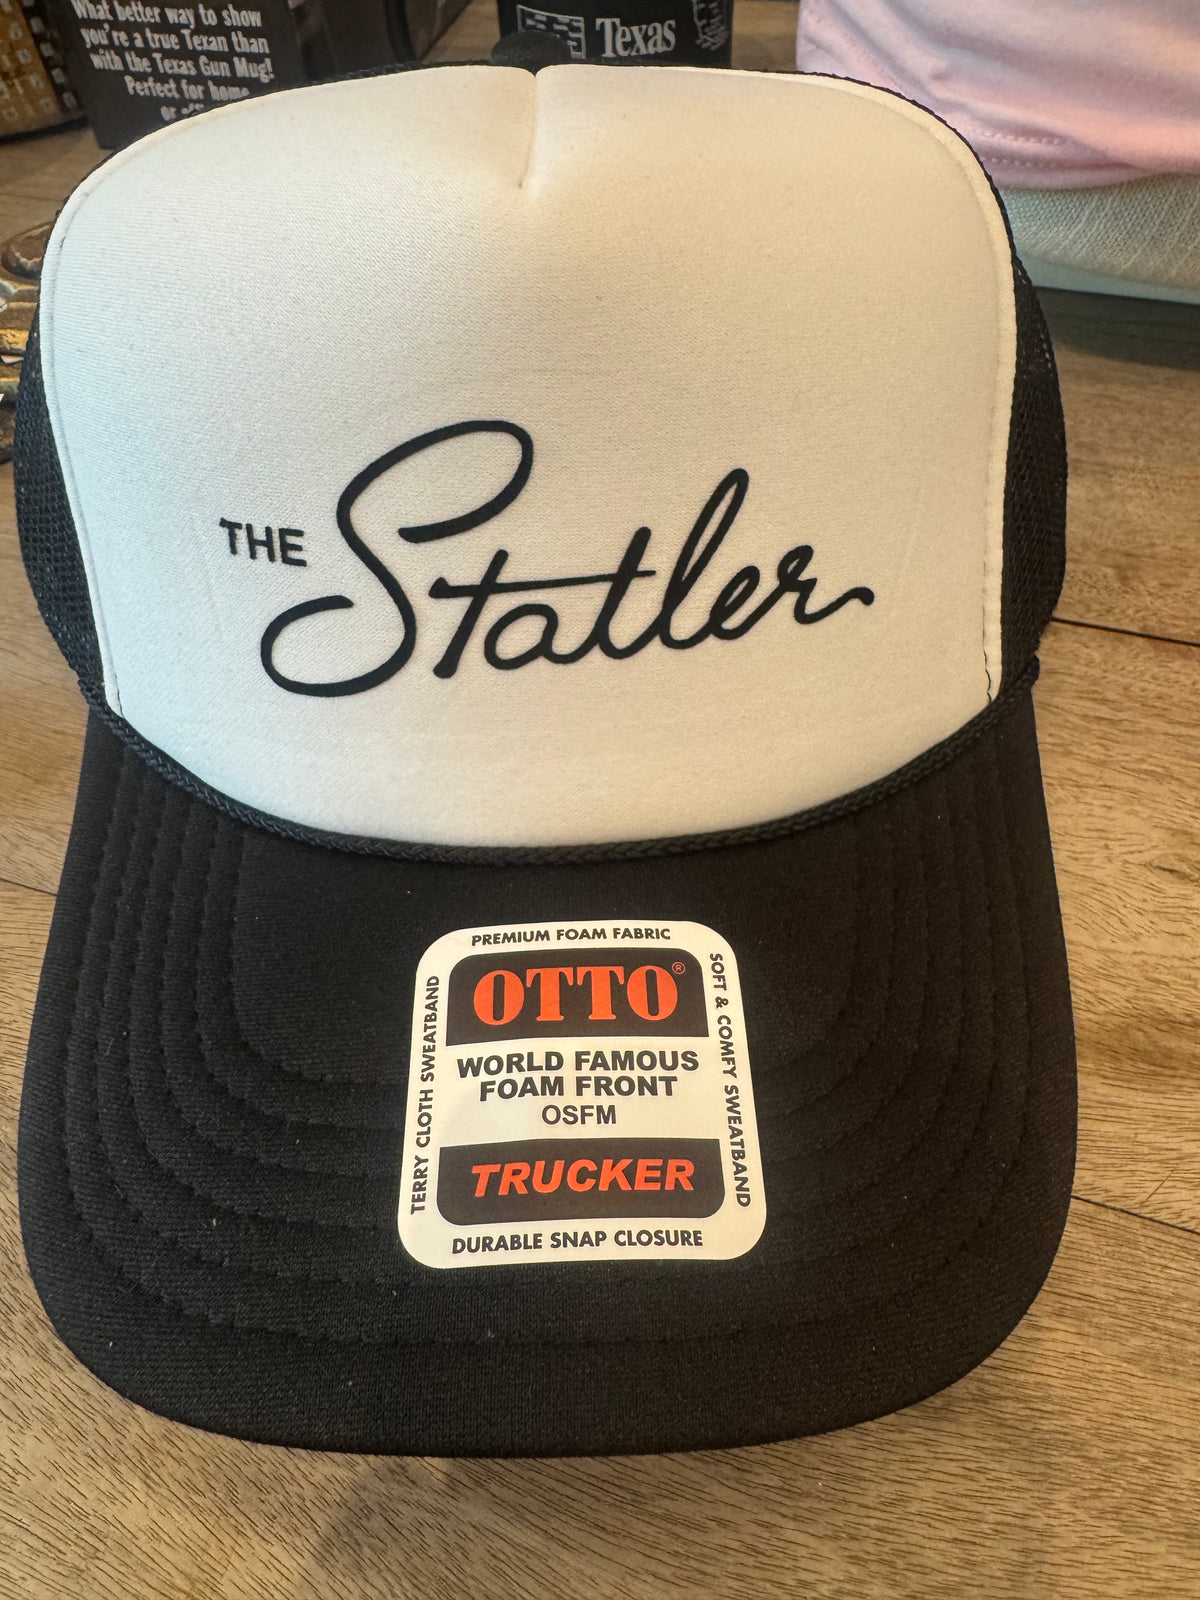 What better way to show
you're a true Texan than
with the Texas Gun Mug!
Perfect for home
or
Texas
THE Statler
PREMIUM FOAM FABRIC
OTTO®
WORLD FAMOUS
FOAM FRONT
OSFM
TRUCKER
DURABLE SNAP CLOSURE
TERRY CLOTH SWEATBAND
SOFT & COMFY SWEATBAND